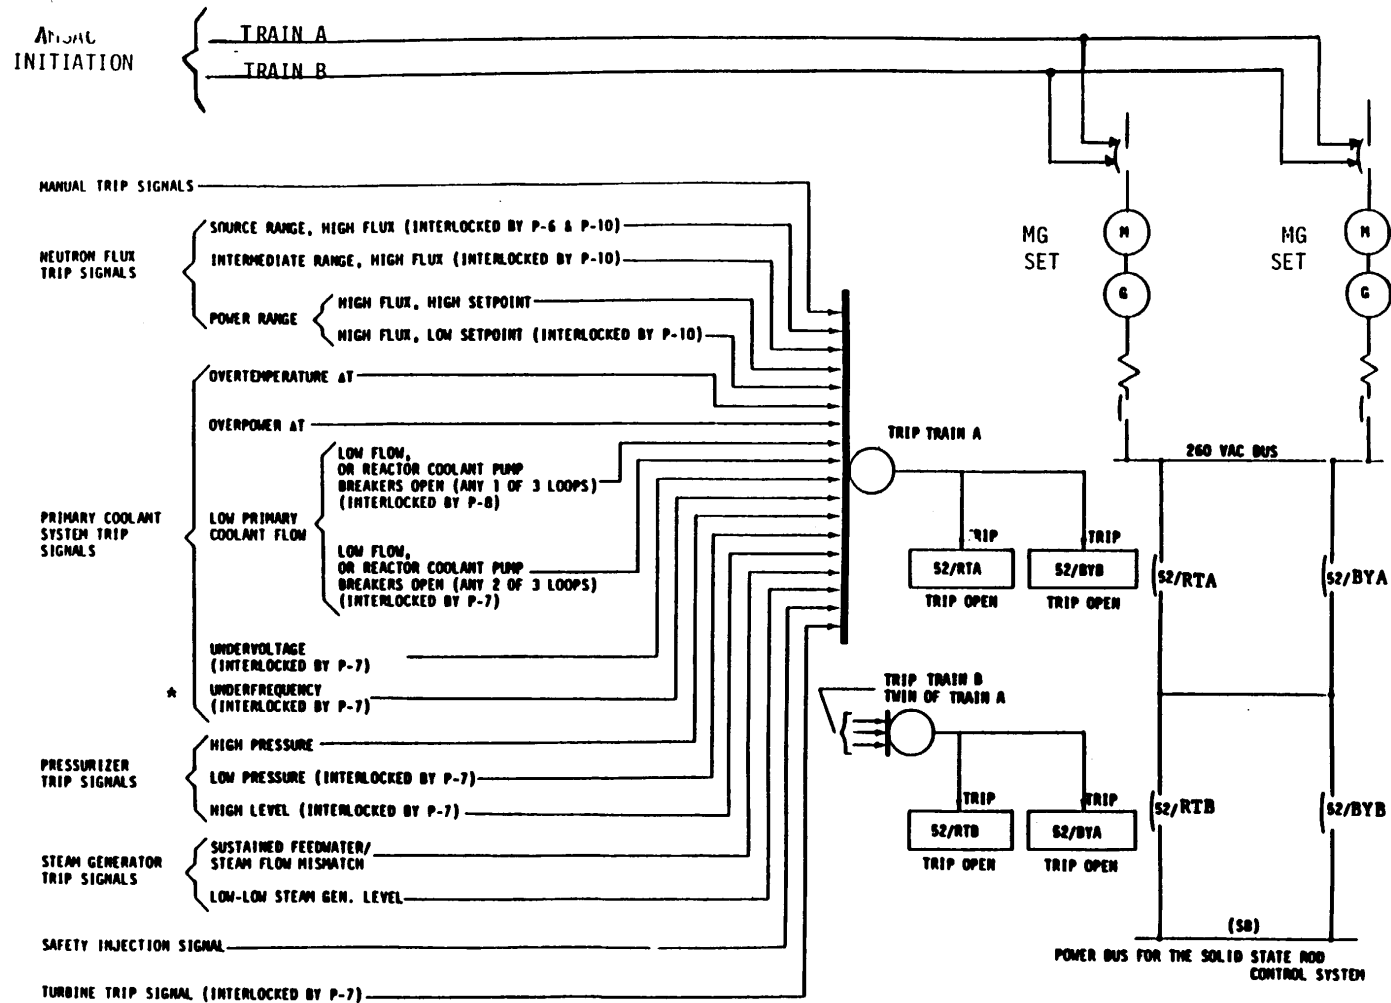 INITIATION
TRAIN A
TRAIN B
MANUAL TRIP SIGNALS
NEUTRON FLUX
TRIP SIGNALS
SOURCE RANGE, HIGH FLUX (INTERLOCKED BY P-6 & P-10)
INTERMEDIATE RANGE, HIGH FLUX (INTERLOCKED BY P-10)
POWER RANGE
HIGH FLUX, HIGH SETPOINT
HIGH FLUX, LOW SETPOINT (INTERLOCKED BY P-10)
PRIMARY COOLANT
SYSTEM TRIP
SIGNALS
OVERTEMPERATURE ΔT
OVERPOWER ΔT
LOW PRIMARY
COOLANT FLOW
LOW FLOW,
OR REACTOR COOLANT PUMP
BREAKERS OPEN (ANY 1 OF 3 LOOPS)
(INTERLOCKED BY P-8)
LOW FLOW,
OR REACTOR COOLANT PUMP
BREAKERS OPEN (ANY 2 OF 3 LOOPS)
(INTERLOCKED BY P-7)
UNDERVOLTAGE
(INTERLOCKED BY P-7)
*
UNDERFREQUENCY
(INTERLOCKED BY P-7)
PRESSURIZER
TRIP SIGNALS
HIGH PRESSURE
LOW PRESSURE (INTERLOCKED BY P-7)
HIGH LEVEL (INTERLOCKED BY P-7)
STEAM GENERATOR
TRIP SIGNALS
SUSTAINED FEEDWATER/
STEAM FLOW MISMATCH
LOW-LOW STEAM GEN. LEVEL
SAFETY INJECTION SIGNAL
TURBINE TRIP SIGNAL (INTERLOCKED BY P-7)
TRIP TRAIN A
TRIP
52/RTA
TRIP OPEN
TRIP
52/BYB
TRIP OPEN
TRIP TRAIN B
TWIN OF TRAIN A
TRIP
52/RTB
TRIP OPEN
TRIP
52/BYA
TRIP OPEN
MG
SET
M
G
MG
SET
M
G
260 VAC BUS
52/RTA
52/BYA
52/RTB
52/BYB
(SB)
POWER BUS FOR THE SOLID STATE ROD
CONTROL SYSTEM